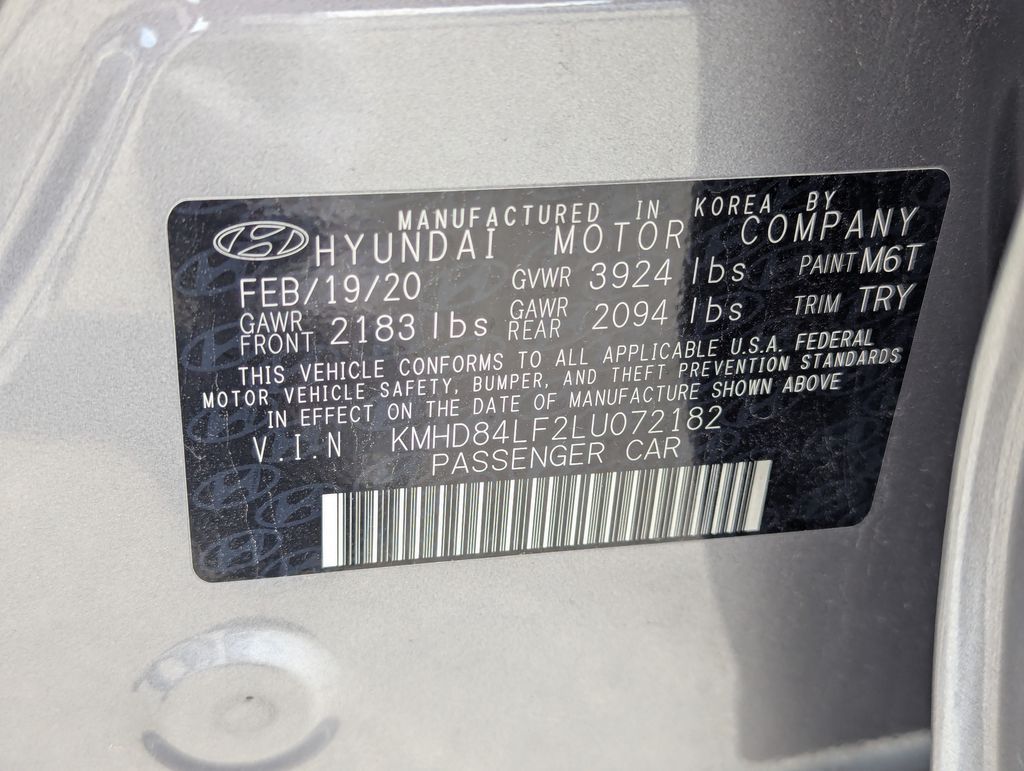 MANUFACTURED IN KOREA BY
HYUNDAI MOTOR COMPANY
FEB/19/20 GVWR 3924 lbs PAINT M6T
GAWR FRONT 2183 lbs GAWR REAR 2094 lbs TRIM TRY
THIS VEHICLE CONFORMS TO ALL APPLICABLE U.S.A. FEDERAL
MOTOR VEHICLE SAFETY, BUMPER, AND THEFT PREVENTION STANDARDS
IN EFFECT ON THE DATE OF MANUFACTURE SHOWN ABOVE
V.I.N KMHD84LF2LU072182
PASSENGER CAR